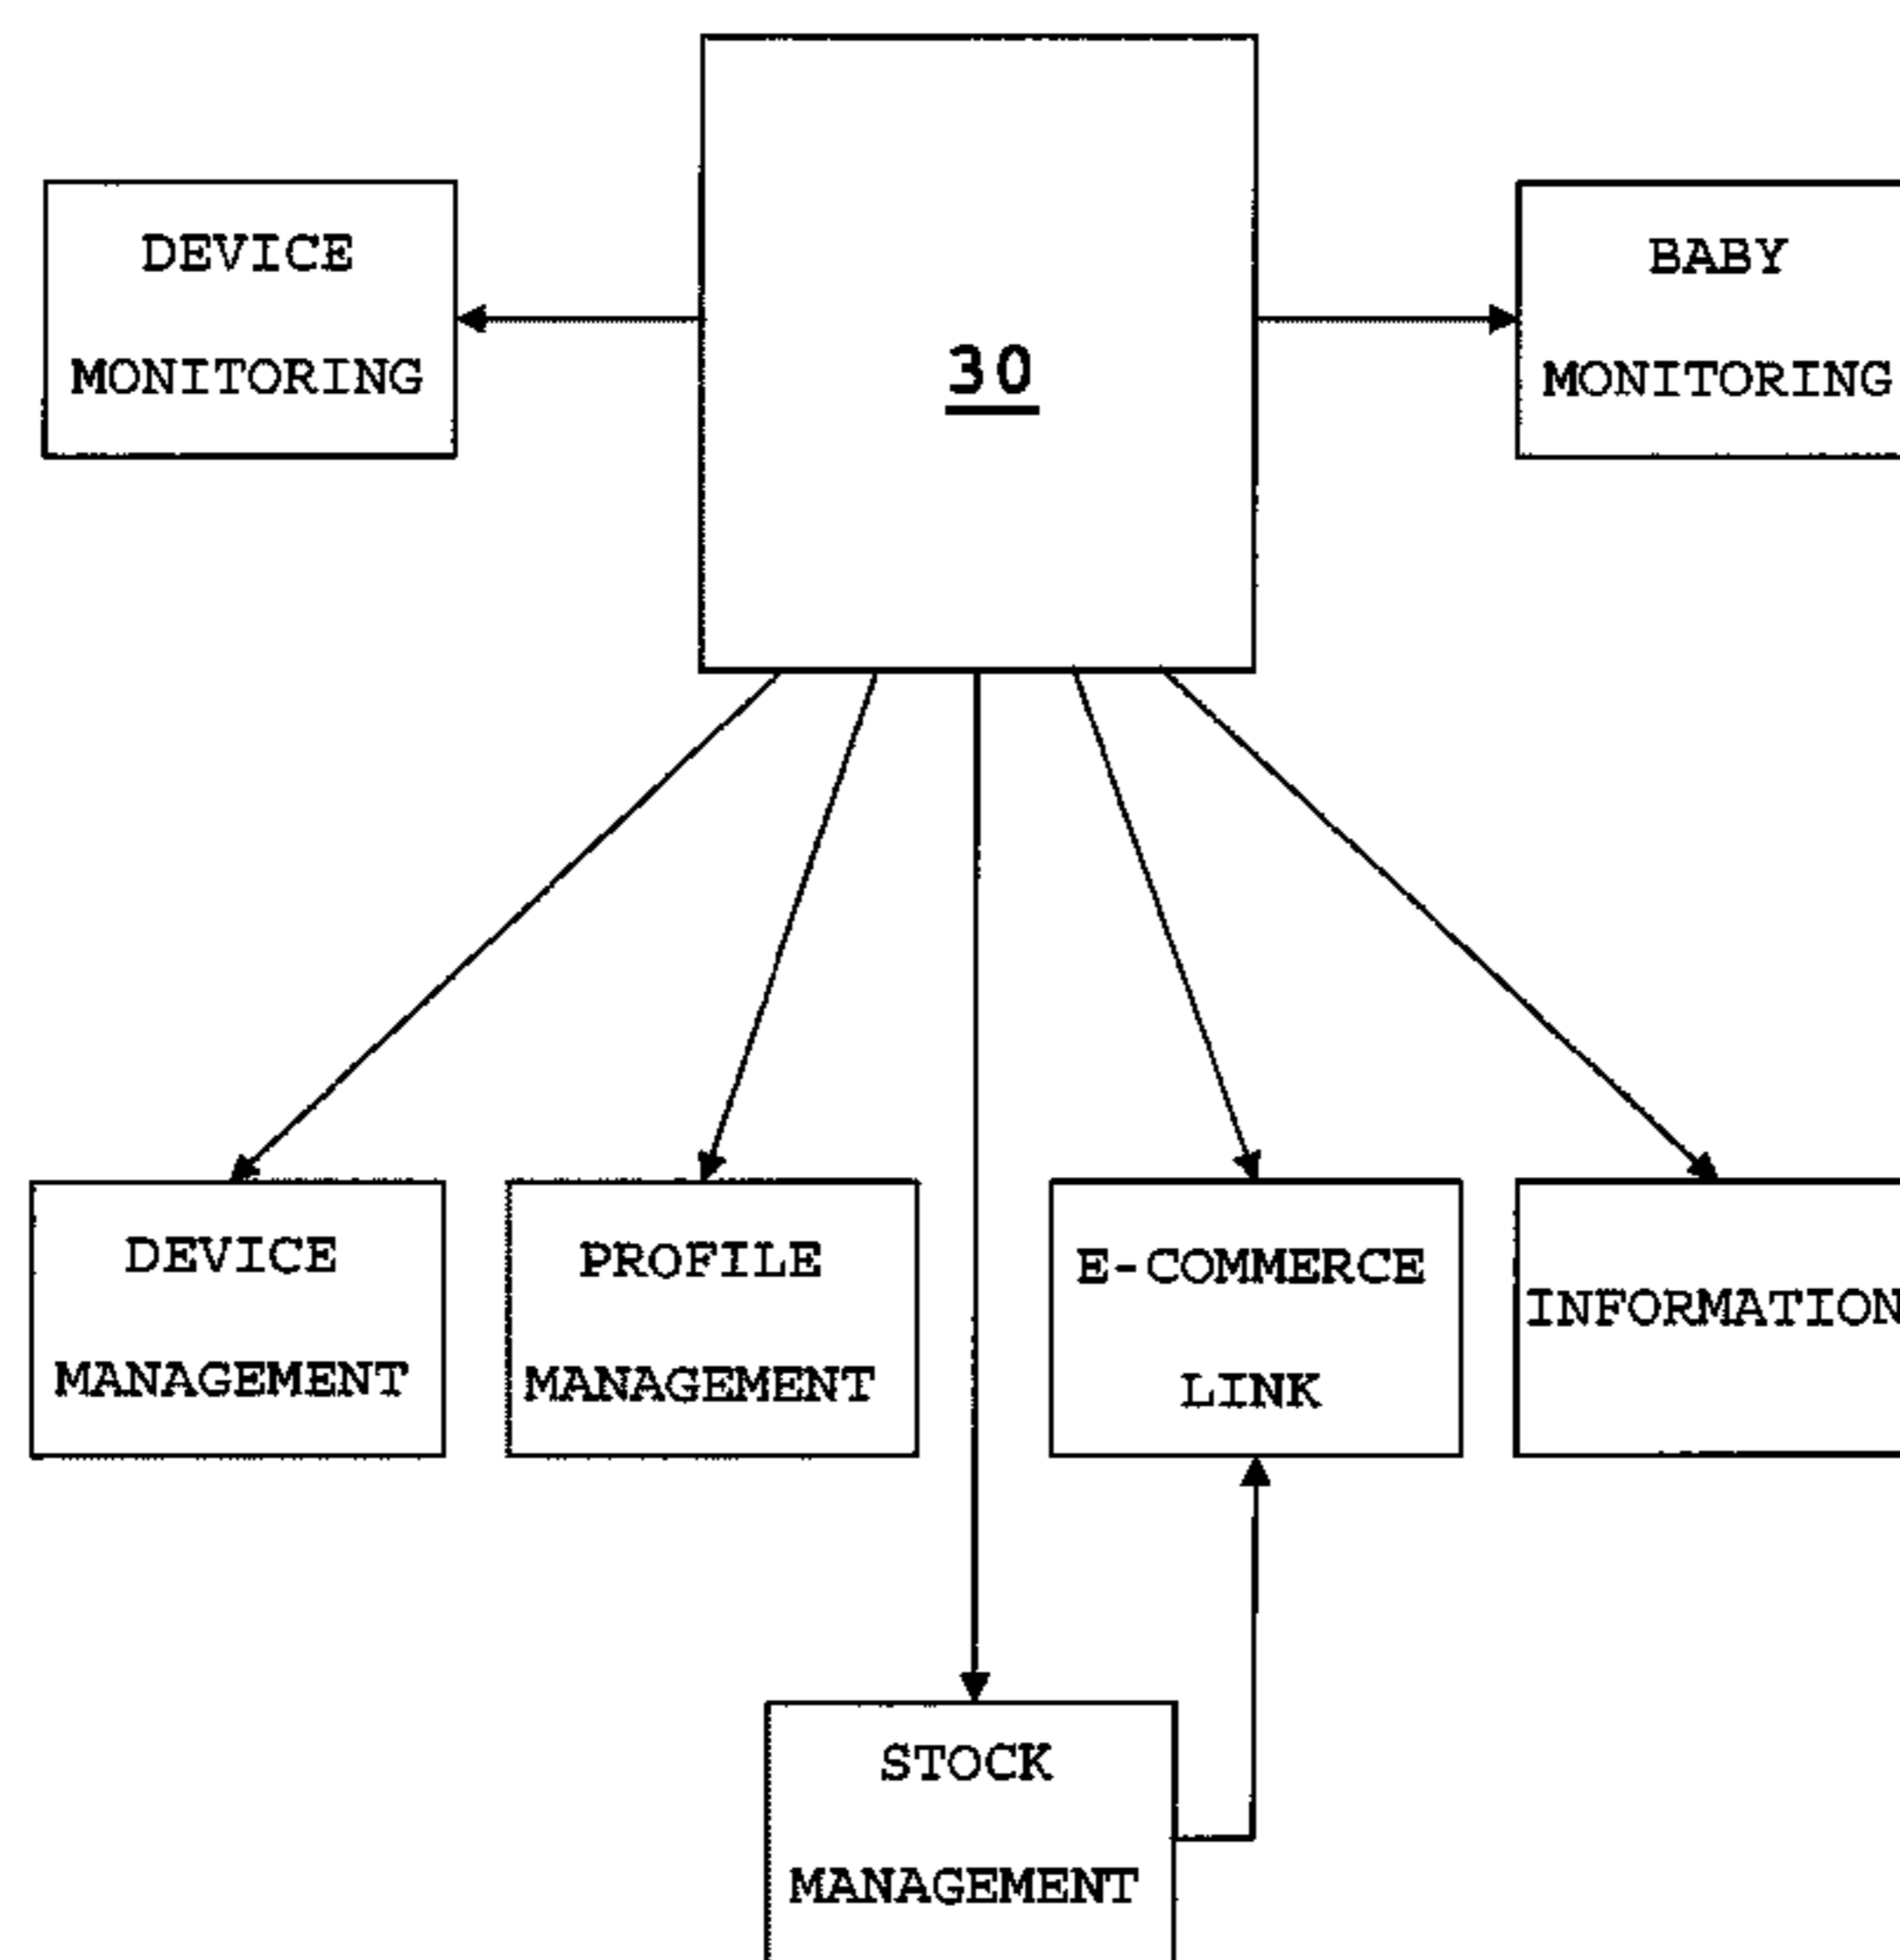 DEVICE
MONITORING
30
BABY
MONITORING
DEVICE
MANAGEMENT
PROFILE
MANAGEMENT
E-COMMERCE
LINK
INFORMATION
STOCK
MANAGEMENT